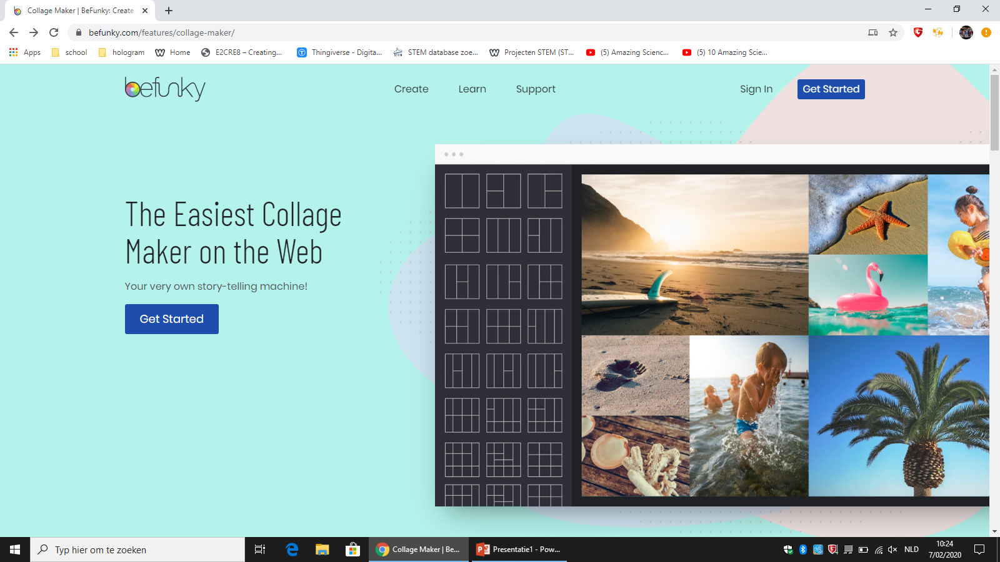 Collage Maker | BeFunky: Create
befunky.com/features/collage-maker/
Apps
school
hologram
Home
E2CRE8 – Creating...
Thingiverse - Digita...
STEM database zoe...
Projecten STEM (ST...
(5) Amazing Scienc...
(5) 10 Amazing Scie...
befunky
Create
Learn
Support
Sign In
Get Started
The Easiest Collage
Maker on the Web
Your very own story-telling machine!
Get Started
Typ hier om te zoeken
Collage Maker | Be...
Presentatie1 - Pow...
NLD
10:24
7/02/2020